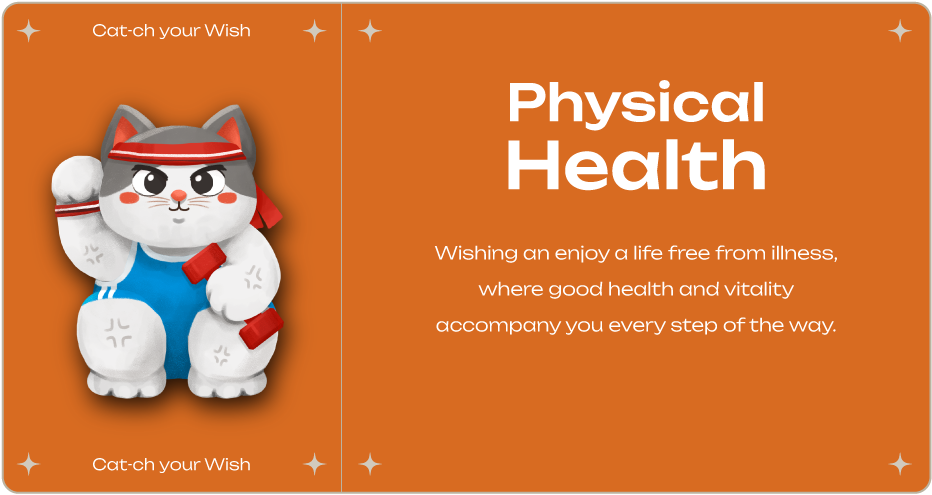 Cat-ch your Wish
Physical
Health
Wishing an enjoy a life free from illness,
where good health and vitality
accompany you every step of the way.
Cat-ch your Wish